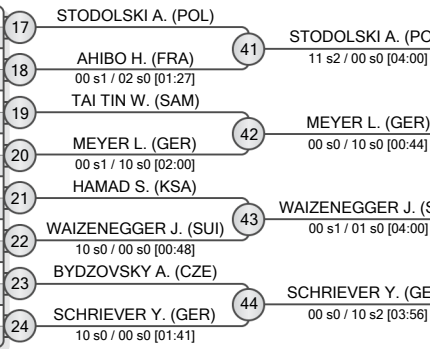 17 STODOLSKI A. (POL)
41 STODOLSKI A. (PO
11 s2 / 00 s0 [04:00]
18 AHIBO H. (FRA)
00 s1 / 02 s0 [01:27]
19 TAI TIN W. (SAM)
42 MEYER L. (GER)
00 s0 / 10 s0 [00:44]
20 MEYER L. (GER)
00 s1 / 10 s0 [02:00]
21 HAMAD S. (KSA)
43 WAIZENEGGER J. (S
00 s1 / 01 s0 [04:00]
22 WAIZENEGGER J. (SUI)
10 s0 / 00 s0 [00:48]
23 BYDZOVSKY A. (CZE)
44 SCHRIEVER Y. (GE
00 s0 / 10 s2 [03:56]
24 SCHRIEVER Y. (GER)
10 s0 / 00 s0 [01:41]